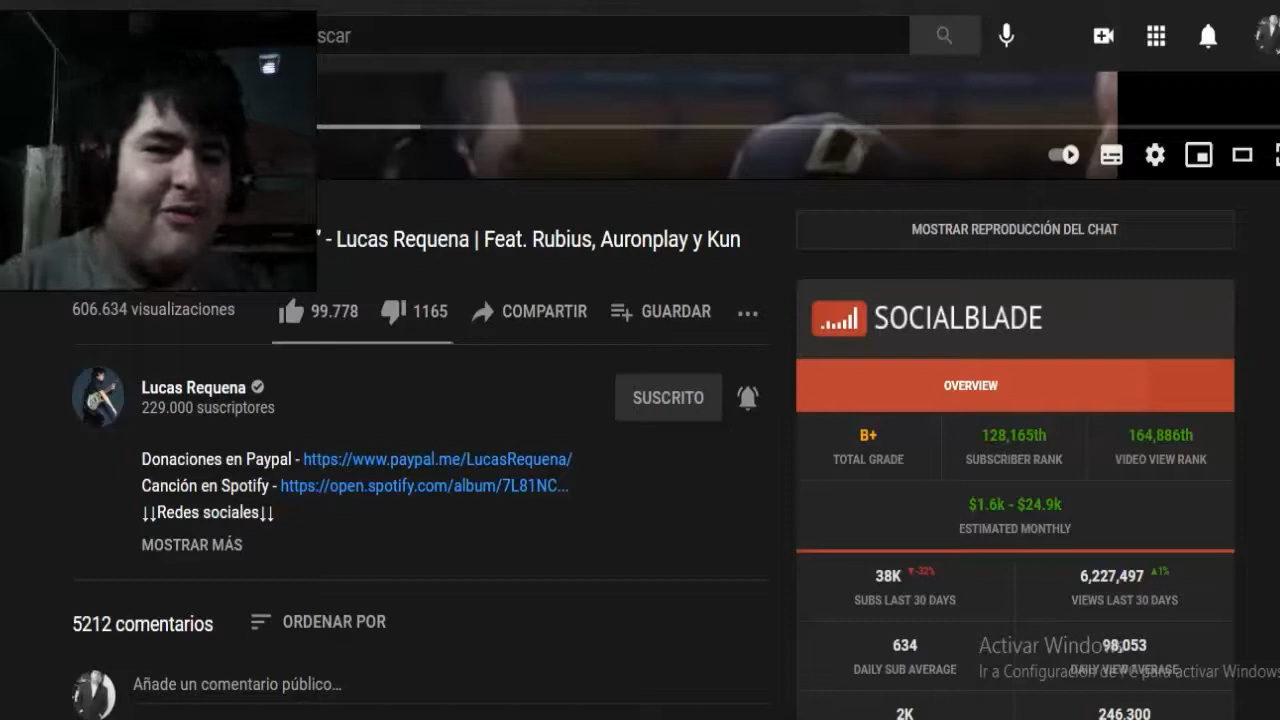 scar
” - Lucas Requena | Feat. Rubius, Auronplay y Kun
606.634 visualizaciones
99.778
1165
COMPARTIR
GUARDAR
Lucas Requena
229.000 suscriptores
SUSCRITO
Donaciones en Paypal - https://www.paypal.me/LucasRequena/
Canción en Spotify - https://open.spotify.com/album/7L81NC...
↓↓Redes sociales↓↓
MOSTRAR MÁS
5212 comentarios
ORDENAR POR
Añade un comentario público...
MOSTRAR REPRODUCCIÓN DEL CHAT
SOCIALBLADE
OVERVIEW
B+ 128,165th 164,886th
TOTAL GRADE SUBSCRIBER RANK VIDEO VIEW RANK
$1.6k - $24.9k
ESTIMATED MONTHLY
38K ▼-32% 6,227,497 ▲1%
SUBS LAST 30 DAYS VIEWS LAST 30 DAYS
634 98,053
DAILY SUB AVERAGE DAILY VIEW AVERAGE
Activar Windows
Ir a Configuración de PC para activar Windows
2K 246,300